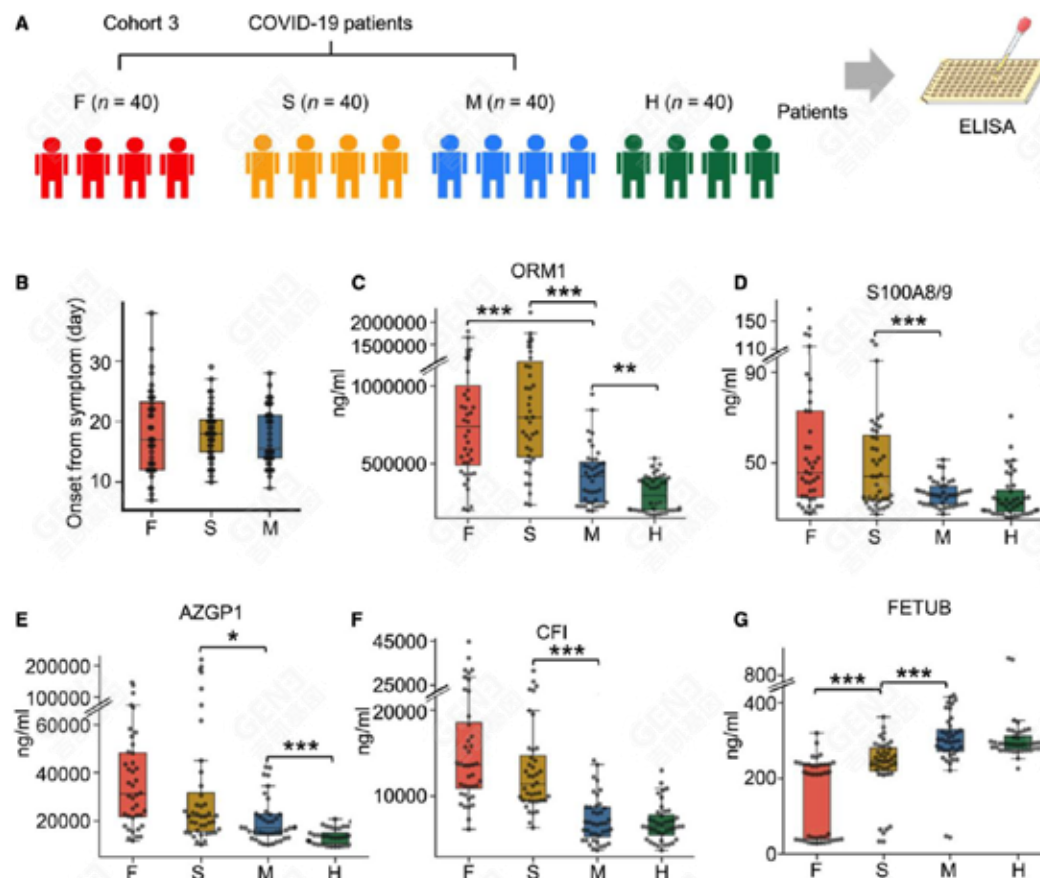 A
Cohort 3 COVID-19 patients
F (n = 40) S (n = 40) M (n = 40) H (n = 40)
Patients
ELISA
B
Onset from symptom (day)
30
20
10
F S M
C
ORM1
*** ***
**
ng/ml
2000000
1500000
1000000
500000
F S M H
D
S100A8/9
***
ng/ml
150
110
90
50
F S M H
E
AZGP1
*
***
ng/ml
200000
100000
60000
40000
20000
F S M H
F
CFI
***
ng/ml
45000
25000
20000
10000
F S M H
G
FETUB
*** ***
ng/ml
800
400
200
0
F S M H